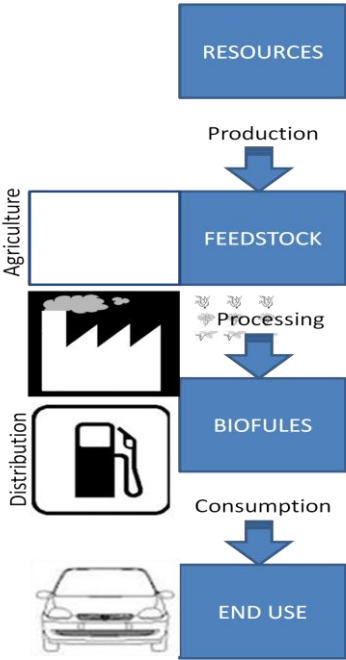 RESOURCES
Production
Agriculture
FEEDSTOCK
Processing
BIOFULES
Distribution
Consumption
END USE